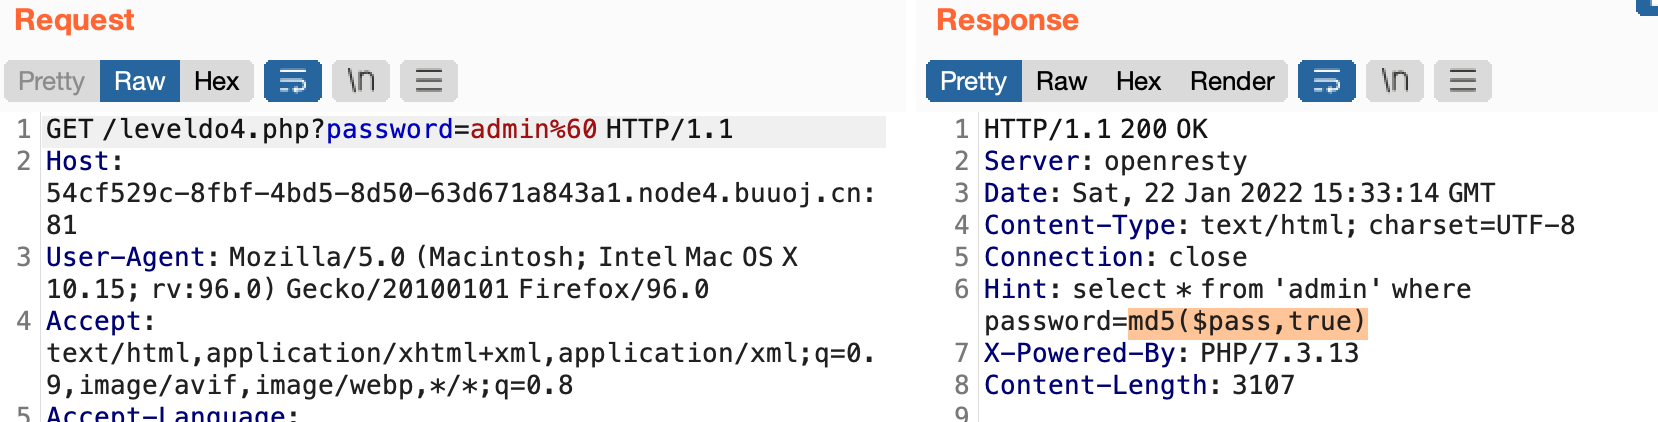 Request
Pretty Raw Hex \n
1 GET /leveldo4.php?password=admin%60 HTTP/1.1
2 Host:
54cf529c-8fbf-4bd5-8d50-63d671a843a1.node4.buuoj.cn:
81
3 User-Agent: Mozilla/5.0 (Macintosh; Intel Mac OS X
10.15; rv:96.0) Gecko/20100101 Firefox/96.0
4 Accept:
text/html,application/xhtml+xml,application/xml;q=0.
9,image/avif,image/webp,*/*;q=0.8
5 Accept-Language:
Response
Pretty Raw Hex Render \n
1 HTTP/1.1 200 OK
2 Server: openresty
3 Date: Sat, 22 Jan 2022 15:33:14 GMT
4 Content-Type: text/html; charset=UTF-8
5 Connection: close
6 Hint: select * from 'admin' where
password=md5($pass,true)
7 X-Powered-By: PHP/7.3.13
8 Content-Length: 3107
9